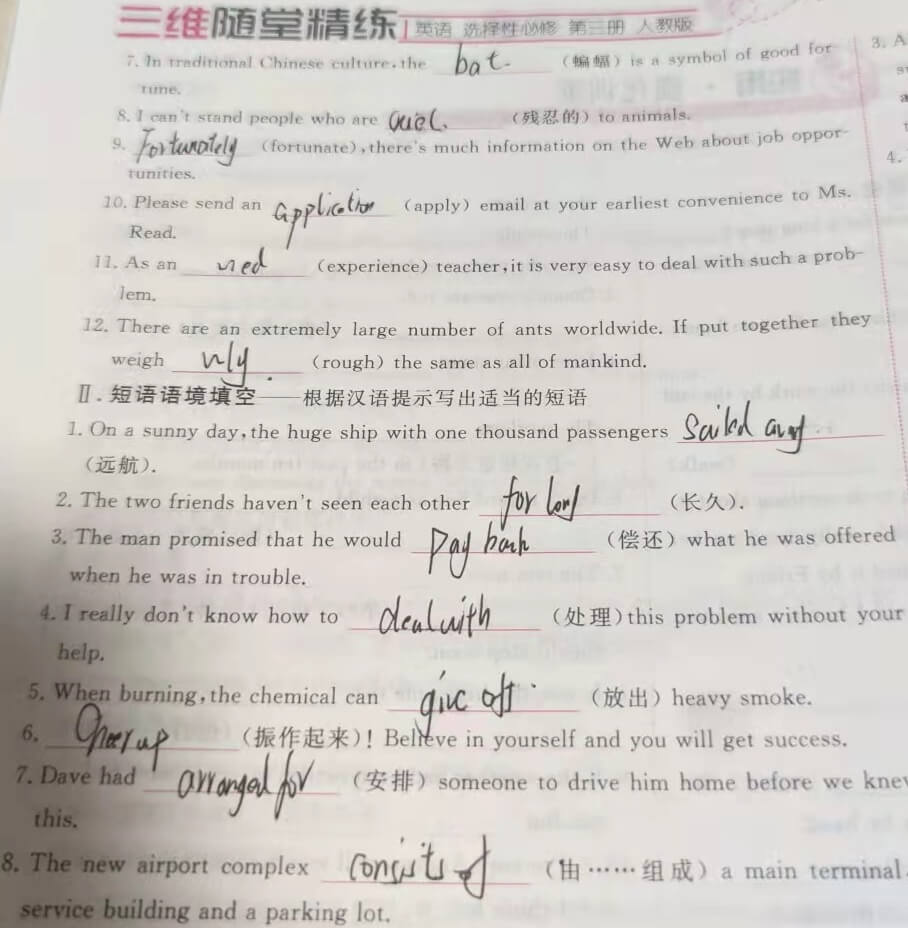 三维随堂精练 英语 选择性必修 第三册 人教版
7. In traditional Chinese culture, the bat. (蝙蝠) is a symbol of good for-
tune.
8. I can't stand people who are cruel. (残忍的) to animals.
9. Fortunately (fortunate), there's much information on the Web about job oppor-
tunities.
10. Please send an application (apply) email at your earliest convenience to Ms.
Read.
11. As an (experience) teacher, it is very easy to deal with such a prob-
lem.
12. There are an extremely large number of ants worldwide. If put together they
weigh (rough) the same as all of mankind.
Ⅱ. 短语语境填空——根据汉语提示写出适当的短语
1. On a sunny day, the huge ship with one thousand passengers sailed away
(远航).
2. The two friends haven't seen each other for long (长久).
3. The man promised that he would pay back (偿还) what he was offered
when he was in trouble.
4. I really don't know how to deal with (处理) this problem without your
help.
5. When burning, the chemical can give off (放出) heavy smoke.
6. Cheer up (振作起来)! Believe in yourself and you will get success.
7. Dave had arranged for (安排) someone to drive him home before we knew
this.
8. The new airport complex consists of (由……组成) a main terminal
service building and a parking lot.
3. A
4.